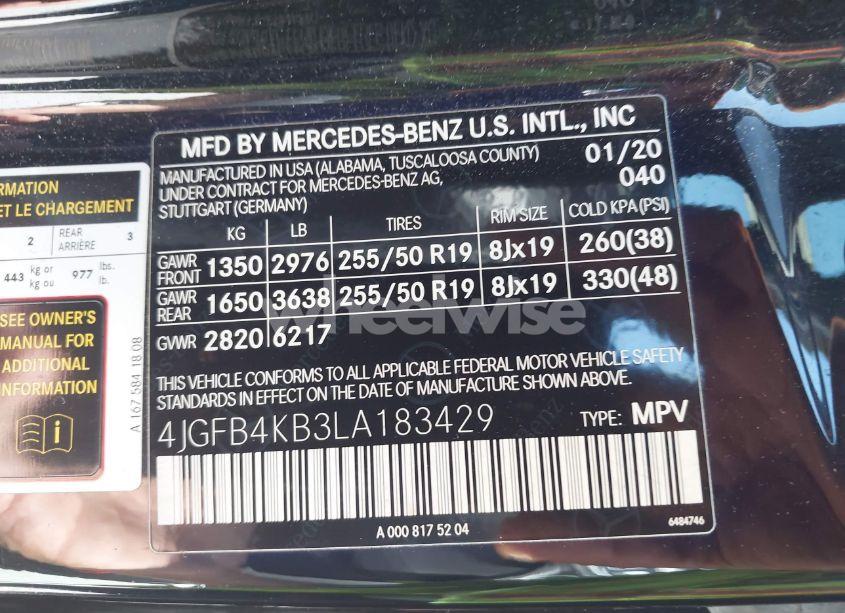 RMATION
ET LE CHARGEMENT
2 REAR ARRIÈRE 3
443 kg or kg ou 977 lbs. lb.
SEE OWNER'S
MANUAL FOR
ADDITIONAL
INFORMATION
A 167 584 18 08
MFD BY MERCEDES-BENZ U.S. INTL., INC
MANUFACTURED IN USA (ALABAMA, TUSCALOOSA COUNTY) 01/20
UNDER CONTRACT FOR MERCEDES-BENZ AG, 040
STUTTGART (GERMANY)
KG LB TIRES RIM SIZE COLD KPA(PSI)
GAWR FRONT 1350 2976 255/50 R19 8Jx19 260(38)
GAWR REAR 1650 3638 255/50 R19 8Jx19 330(48)
GVWR 2820 6217
wheelwise
THIS VEHICLE CONFORMS TO ALL APPLICABLE FEDERAL MOTOR VEHICLE SAFETY
STANDARDS IN EFFECT ON THE DATE OF MANUFACTURE SHOWN ABOVE.
4JGFB4KB3LA183429 TYPE: MPV
A 000 817 52 04
6484746